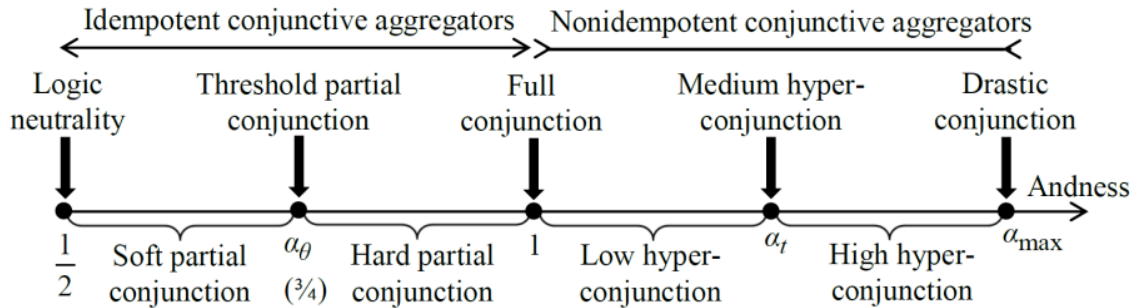 Idempotent conjunctive aggregators Nonidempotent conjunctive aggregators
Logic neutrality
Threshold partial conjunction
Full conjunction
Medium hyper-conjunction
Drastic conjunction
Andness
1/2
Soft partial conjunction
αθ
(¾)
Hard partial conjunction
1
Low hyper-conjunction
αt
High hyper-conjunction
αmax